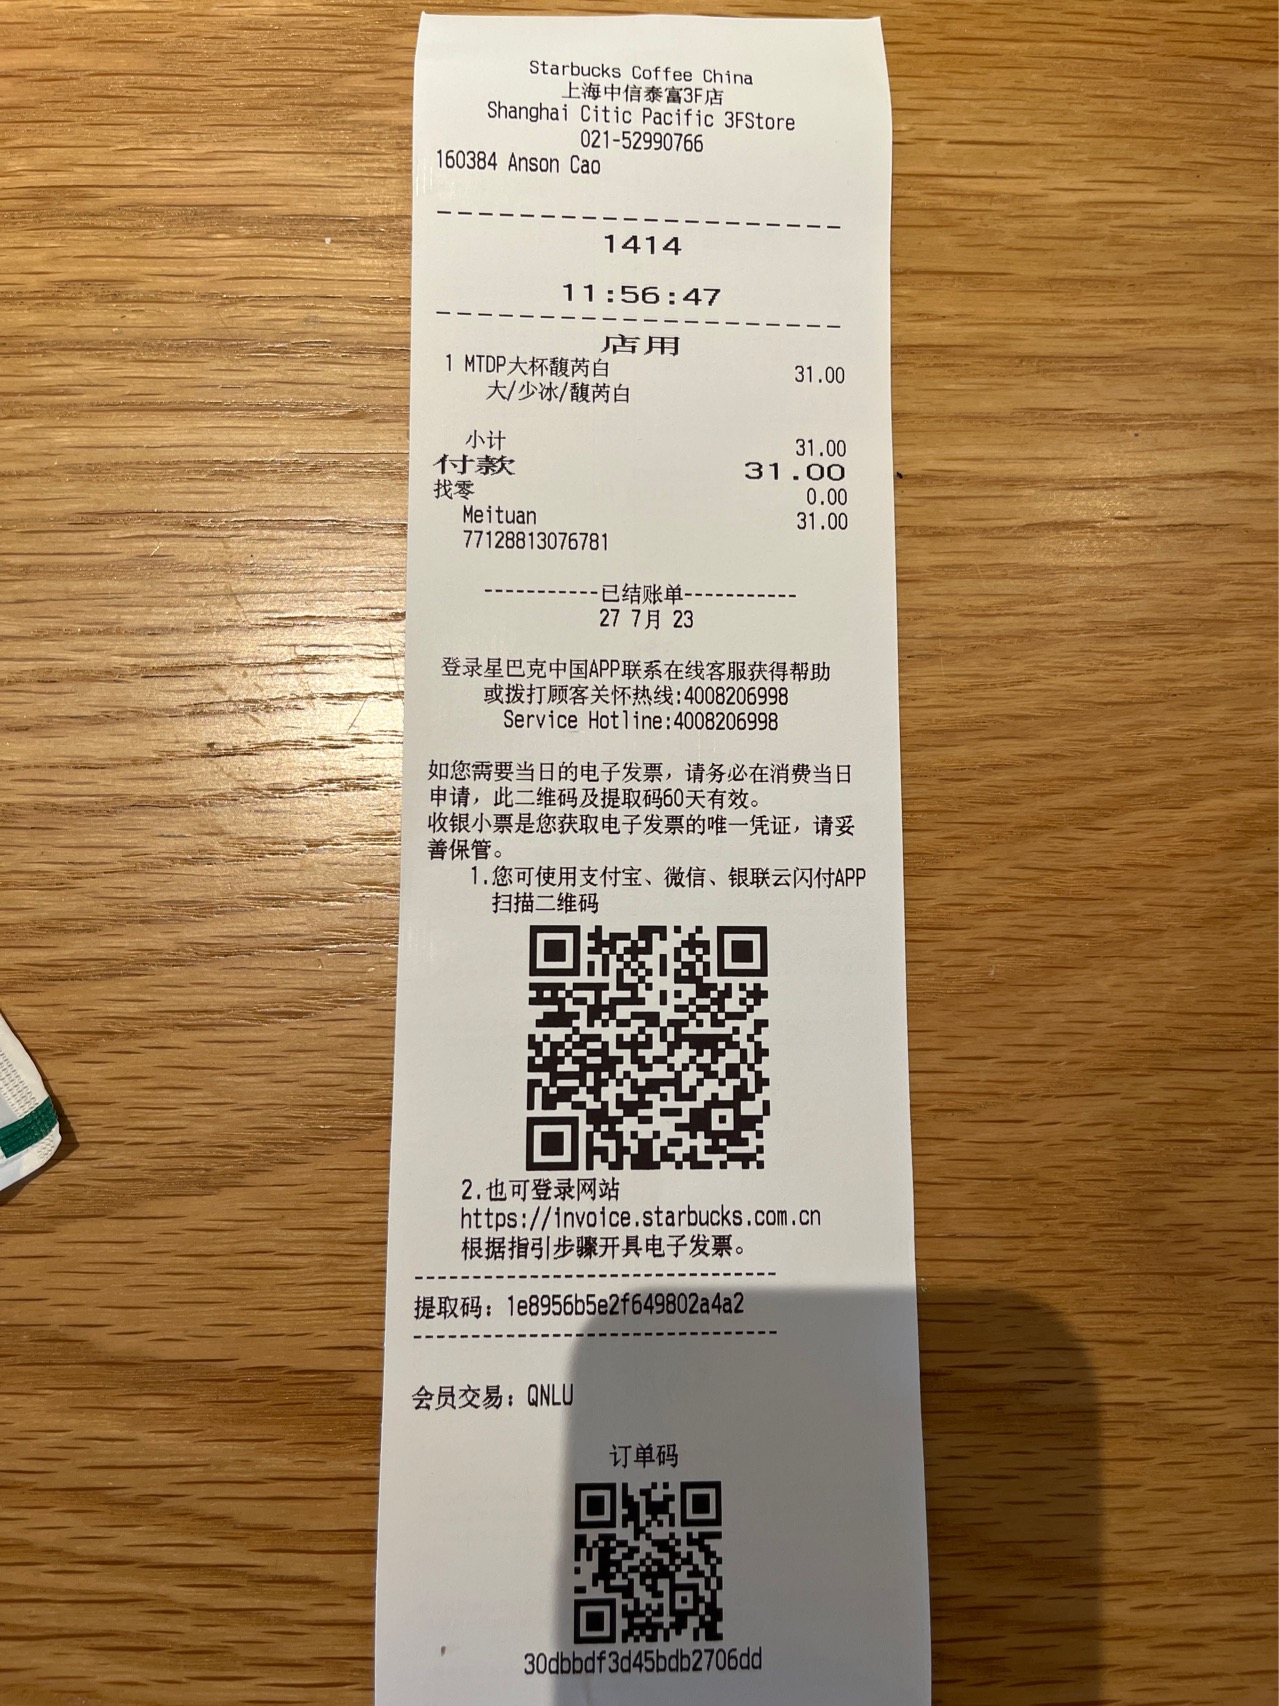 Starbucks Coffee China
上海中信泰富3F店
Shanghai Citic Pacific 3FStore
021-52990766
160384 Anson Cao
1414
11:56:47
店用
1 MTDP大杯馥芮白 31.00
大/少冰/馥芮白
小计 31.00
付款 31.00
找零 0.00
Meituan 31.00
77128813076781
-----------已结账单-----------
27 7月 23
登录星巴克中国APP联系在线客服获得帮助
或拨打顾客关怀热线:4008206998
Service Hotline:4008206998
如您需要当日的电子发票，请务必在消费当日
申请，此二维码及提取码60天有效。
收银小票是您获取电子发票的唯一凭证，请妥
善保管。
1.您可使用支付宝、微信、银联云闪付APP
扫描二维码
2.也可登录网站
https://invoice.starbucks.com.cn
根据指引步骤开具电子发票。
提取码：1e8956b5e2f649802a4a2
会员交易：QNLU
订单码
30dbbdf3d45bdb2706dd